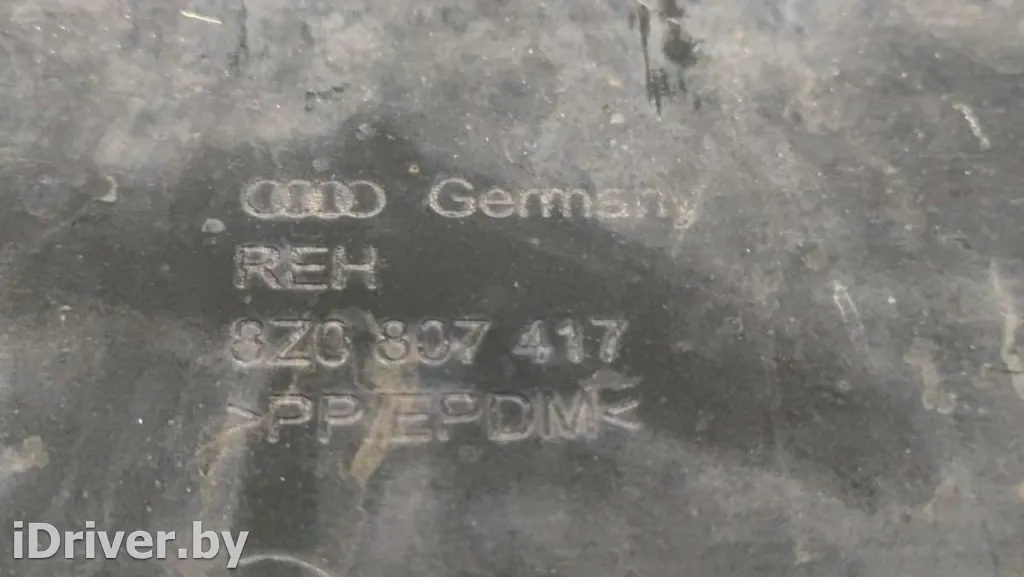 Germany
REH
8Z0 807 417
>PP/EPDM<
iDriver.by